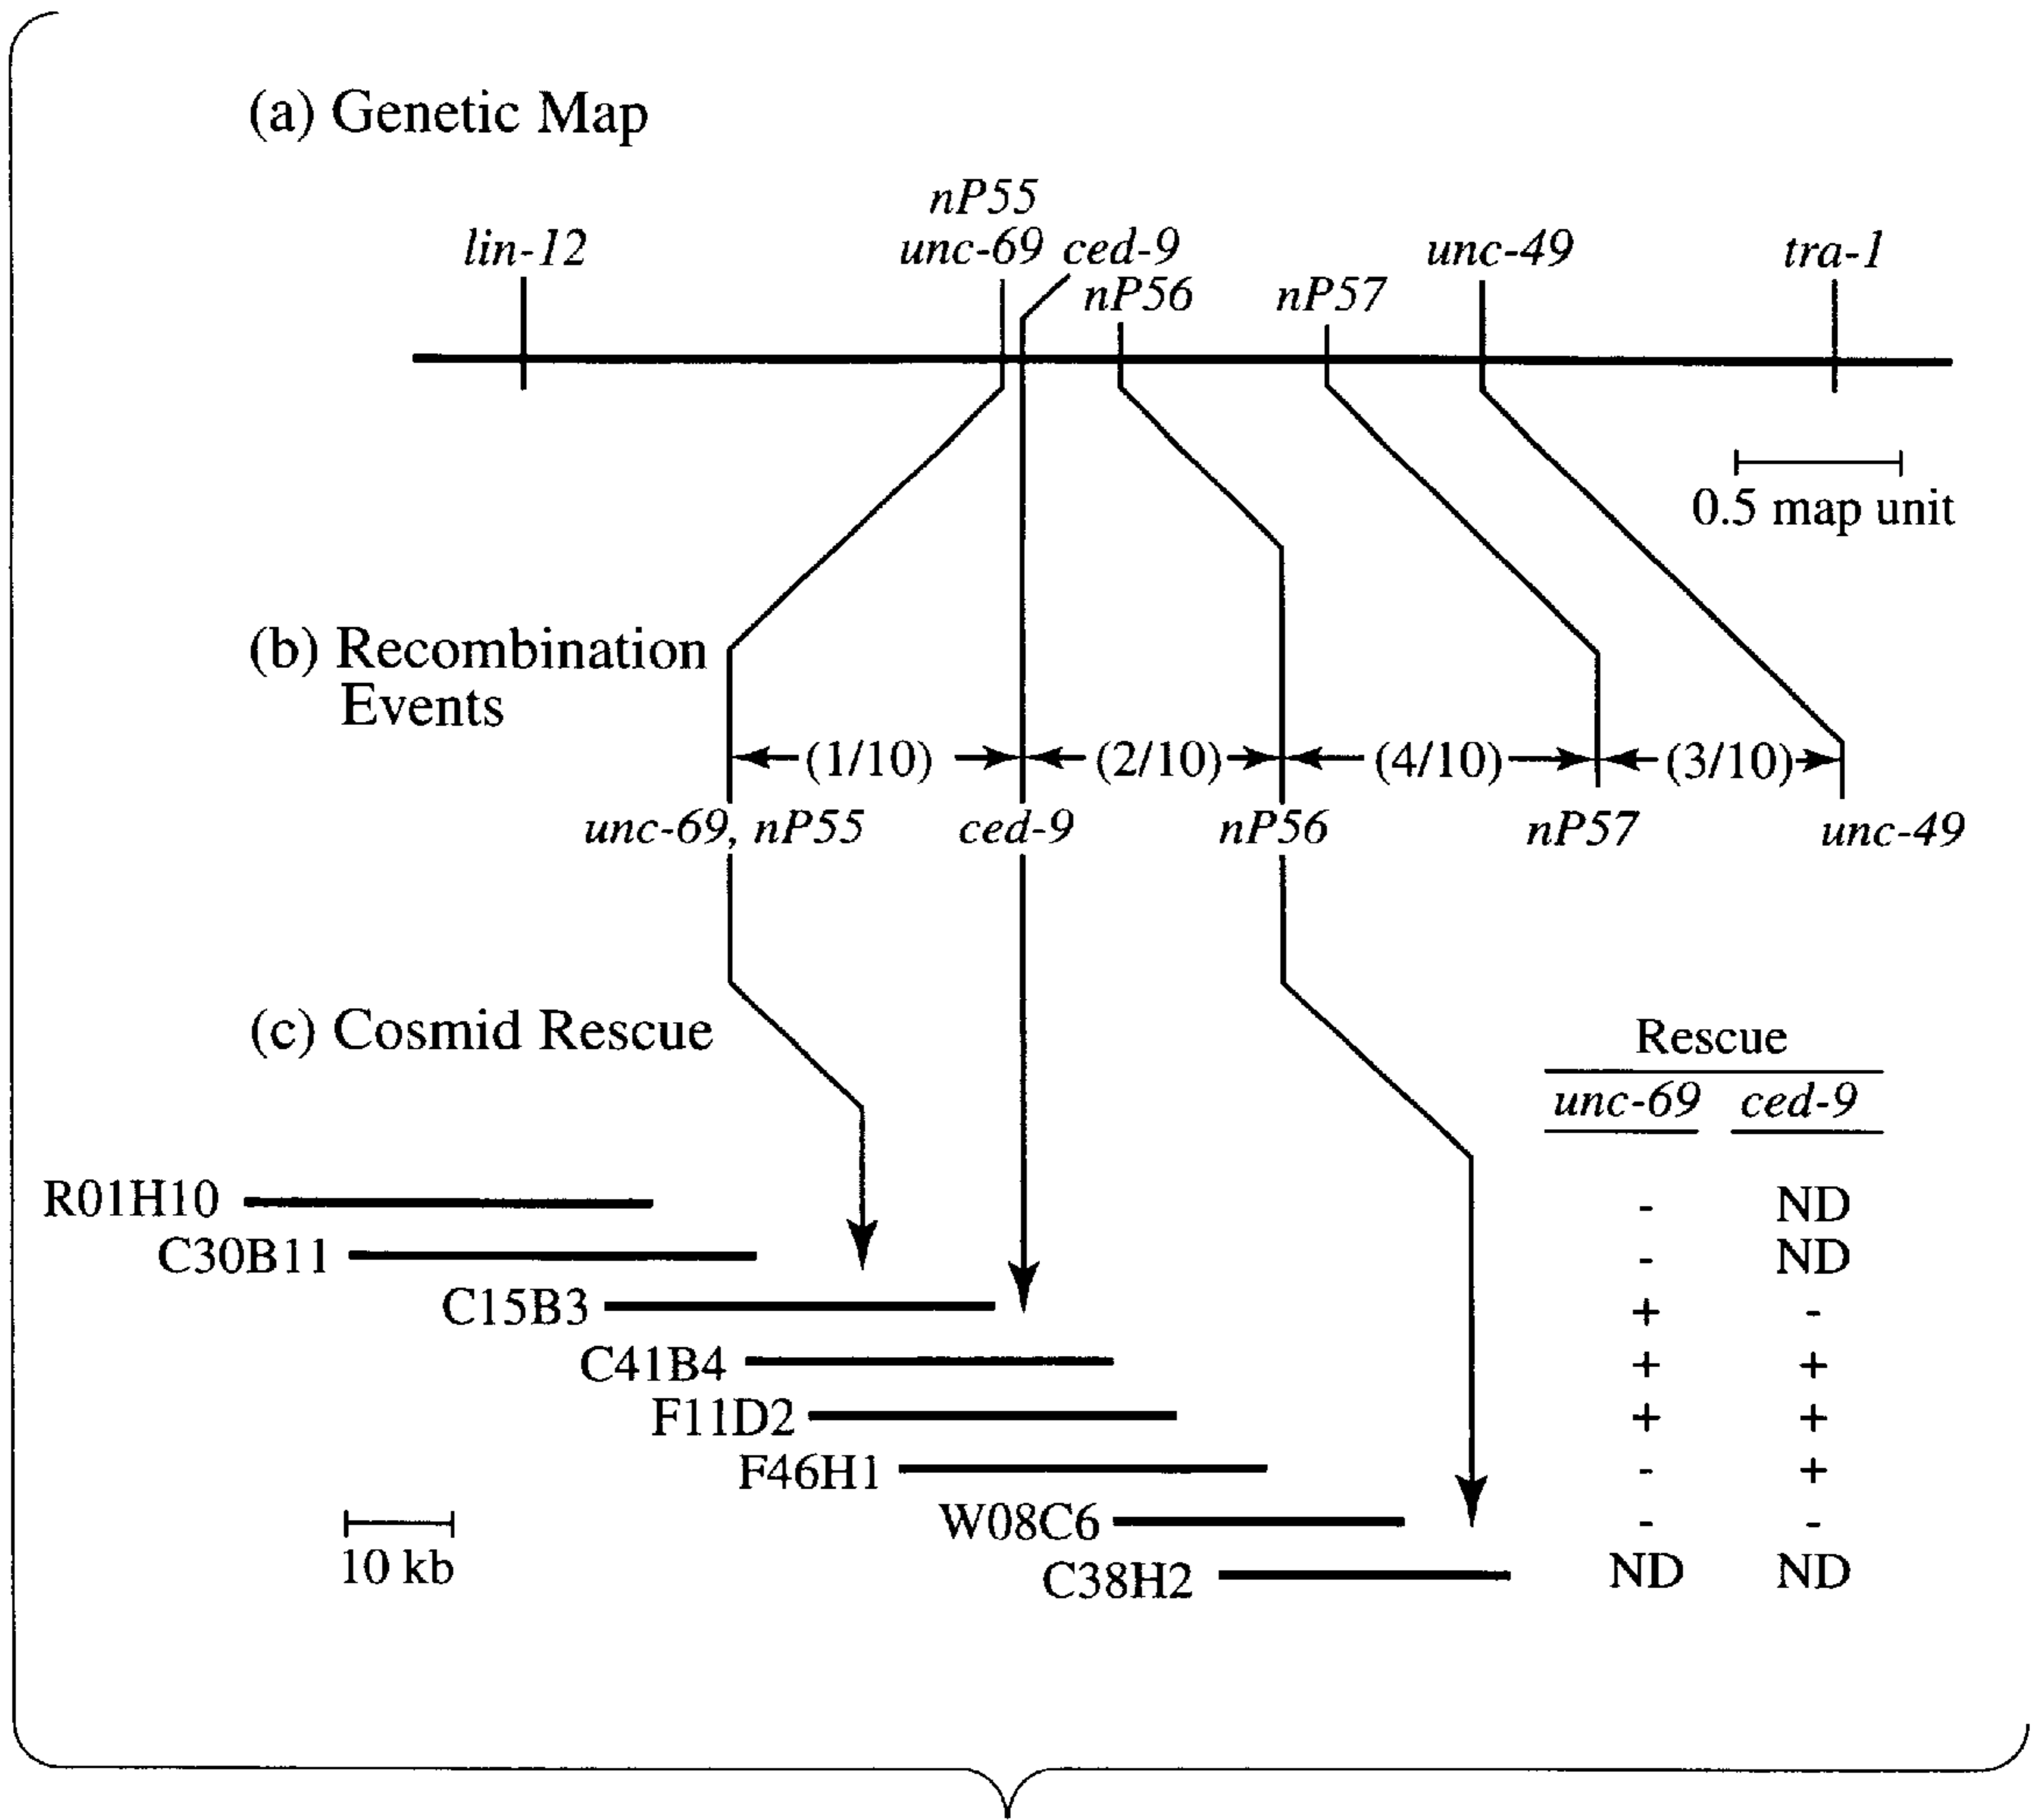 (a) Genetic Map
nP55
lin-12 unc-69 ced-9 unc-49 tra-1
nP56 nP57
0.5 map unit
(b) Recombination
Events
(1/10) (2/10) (4/10) (3/10)
unc-69, nP55 ced-9 nP56 nP57 unc-49
(c) Cosmid Rescue
Rescue
unc-69 ced-9
R01H10 - ND
C30B11 - ND
C15B3 + -
C41B4 + +
F11D2 + +
F46H1 - +
W08C6 - -
10 kb
C38H2 ND ND